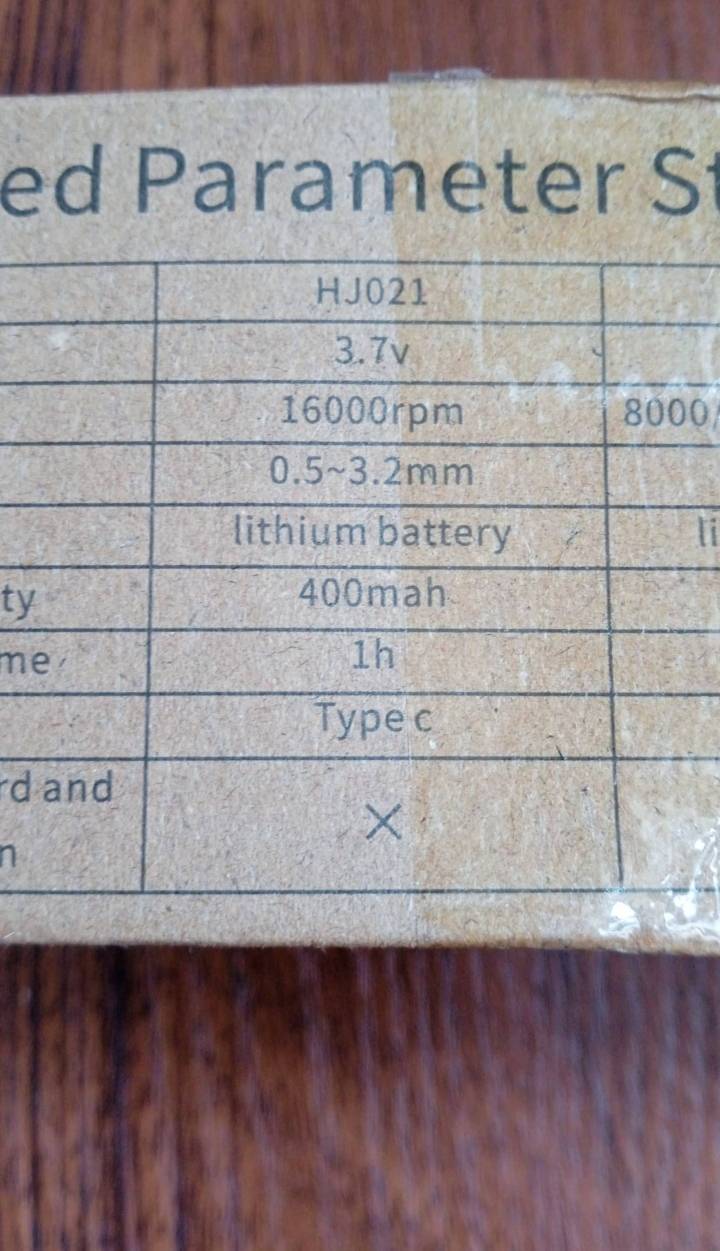 ed Parameter St
HJ021
3.7v
16000rpm 8000/
0.5~3.2mm
lithium battery li
ty 400mah
me 1h
Type c
rd and
×
n